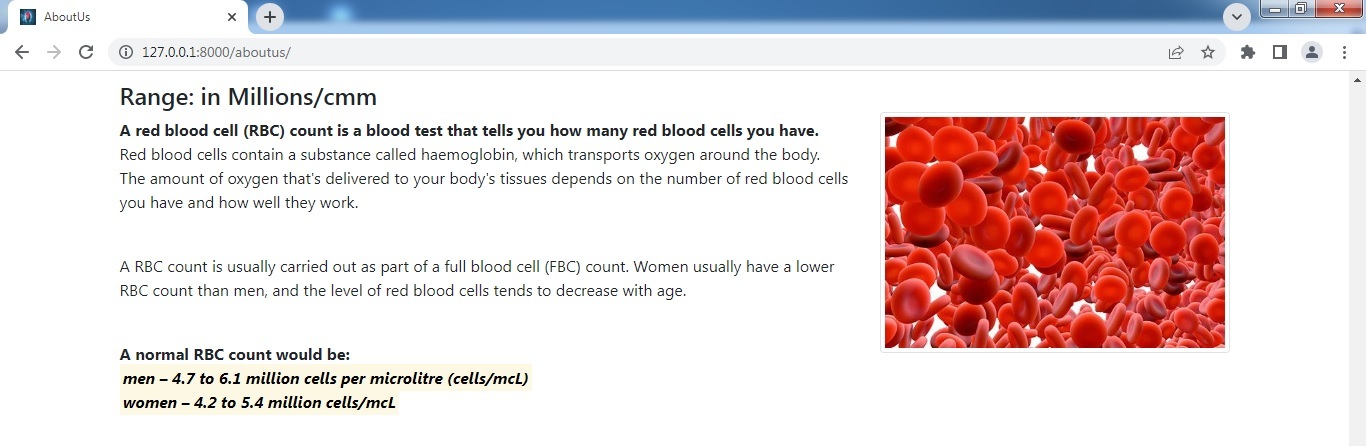 AboutUs
127.0.0.1:8000/aboutus/
Range: in Millions/cmm
A red blood cell (RBC) count is a blood test that tells you how many red blood cells you have.
Red blood cells contain a substance called haemoglobin, which transports oxygen around the body.
The amount of oxygen that's delivered to your body's tissues depends on the number of red blood cells
you have and how well they work.
A RBC count is usually carried out as part of a full blood cell (FBC) count. Women usually have a lower
RBC count than men, and the level of red blood cells tends to decrease with age.
A normal RBC count would be:
men – 4.7 to 6.1 million cells per microlitre (cells/mcL)
women – 4.2 to 5.4 million cells/mcL